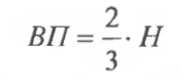 ВП = 2/3 · Н